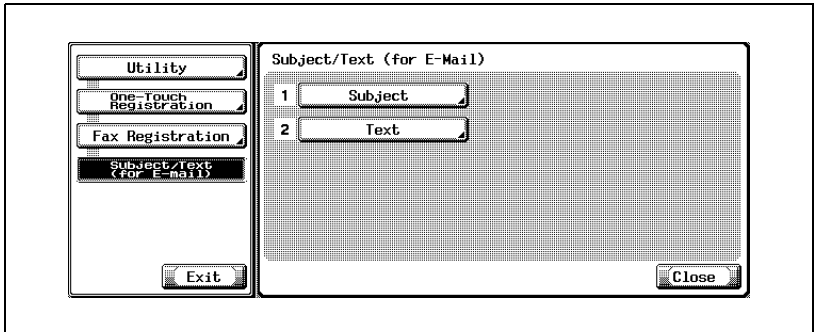 Utility
One-Touch
Registration
Fax Registration
Subject/Text
(for E-mail)
Exit
Subject/Text (for E-Mail)
1 Subject
2 Text
Close